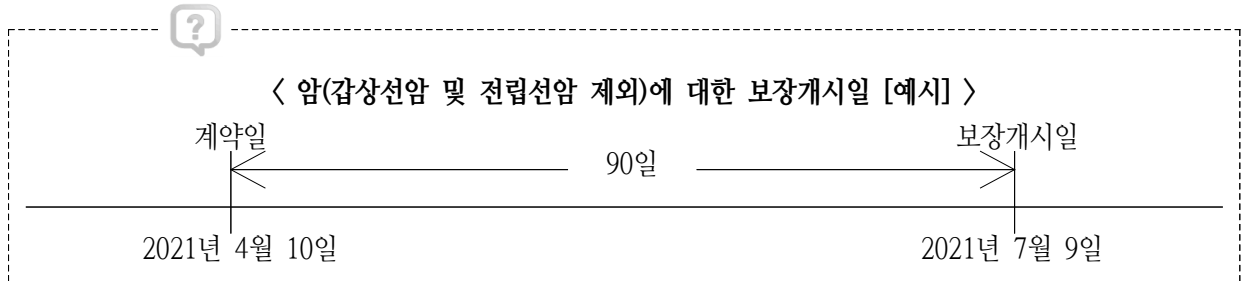 ?
〈 암(갑상선암 및 전립선암 제외)에 대한 보장개시일 [예시] 〉
계약일 보장개시일
90일
2021년 4월 10일 2021년 7월 9일